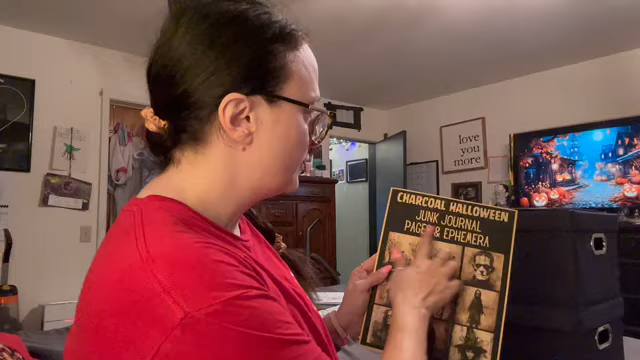 love
you
more
CHARCOAL HALLOWEEN
JUNK JOURNAL
PAGES & EPHEMERA